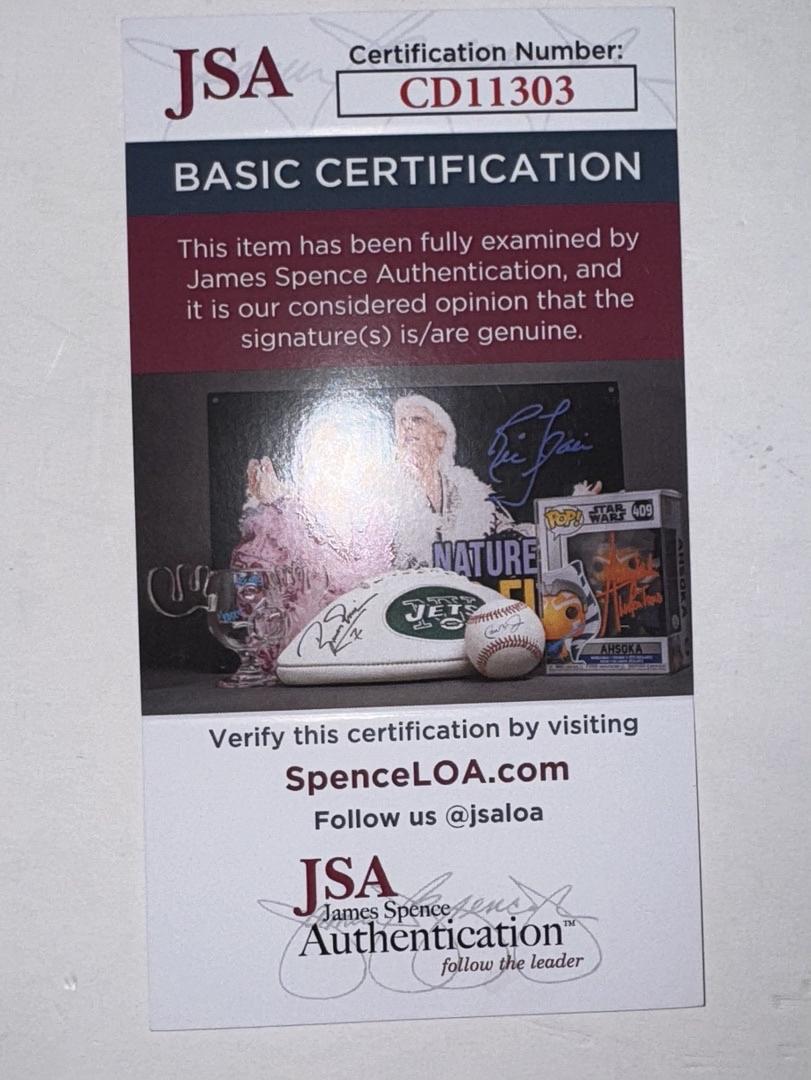 JSA
Certification Number:
CD11303
BASIC CERTIFICATION
This item has been fully examined by
James Spence Authentication, and
it is our considered opinion that the
signature(s) is/are genuine.
POP!
STAR
WARS
409
NATURE
JETS
AHSOKA
AHSOKA
Verify this certification by visiting
SpenceLOA.com
Follow us @jsaloa
JSA
James Spence
Authentication™
follow the leader